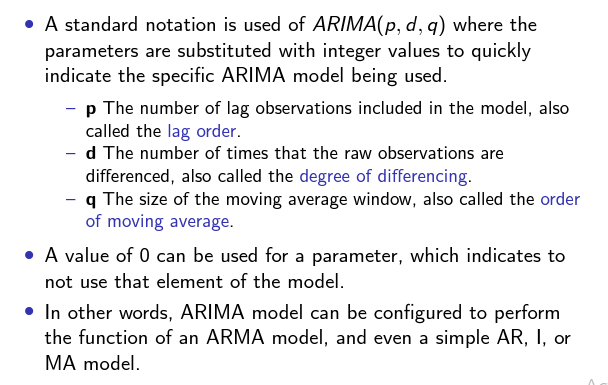 • A standard notation is used of ARIMA(p, d, q) where the
parameters are substituted with integer values to quickly
indicate the specific ARIMA model being used.
– p The number of lag observations included in the model, also
called the lag order.
– d The number of times that the raw observations are
differenced, also called the degree of differencing.
– q The size of the moving average window, also called the order
of moving average.
• A value of 0 can be used for a parameter, which indicates to
not use that element of the model.
• In other words, ARIMA model can be configured to perform
the function of an ARMA model, and even a simple AR, I, or
MA model.